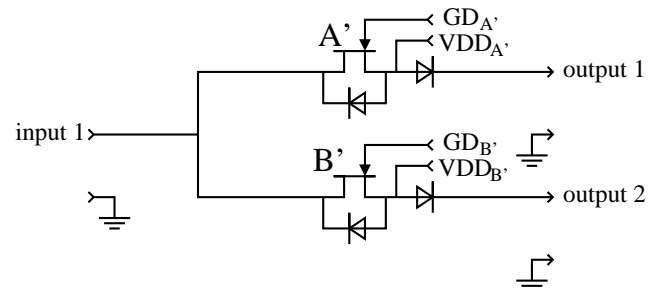 GD_A'
A'
VDD_A'
output 1
input 1
GD_B'
B'
VDD_B'
output 2